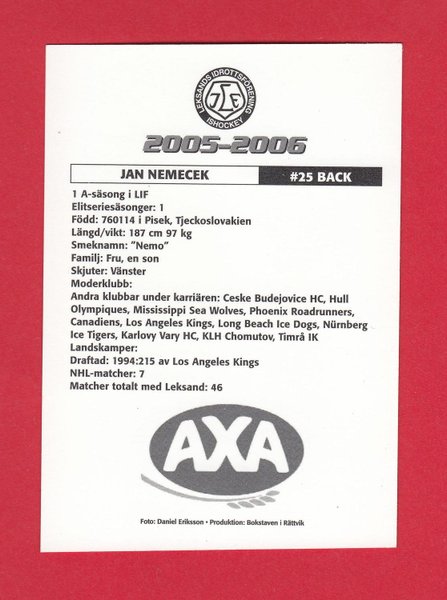 LEKSANDS IDROTTSFÖRENING
ISHOCKEY
2005-2006
JAN NEMECEK #25 BACK
1 A-säsong i LIF
Elitseriesäsonger: 1
Född: 760114 i Pisek, Tjeckoslovakien
Längd/vikt: 187 cm 97 kg
Smeknamn: ”Nemo”
Familj: Fru, en son
Skjuter: Vänster
Moderklubb:
Andra klubbar under karriären: Ceske Budejovice HC, Hull
Olympiques, Mississippi Sea Wolves, Phoenix Roadrunners,
Canadiens, Los Angeles Kings, Long Beach Ice Dogs, Nürnberg
Ice Tigers, Karlovy Vary HC, KLH Chomutov, Timrå IK
Landskamper:
Draftad: 1994:215 av Los Angeles Kings
NHL-matcher: 7
Matcher totalt med Leksand: 46
AXA
Foto: Daniel Eriksson • Produktion: Bokstaven i Rättvik